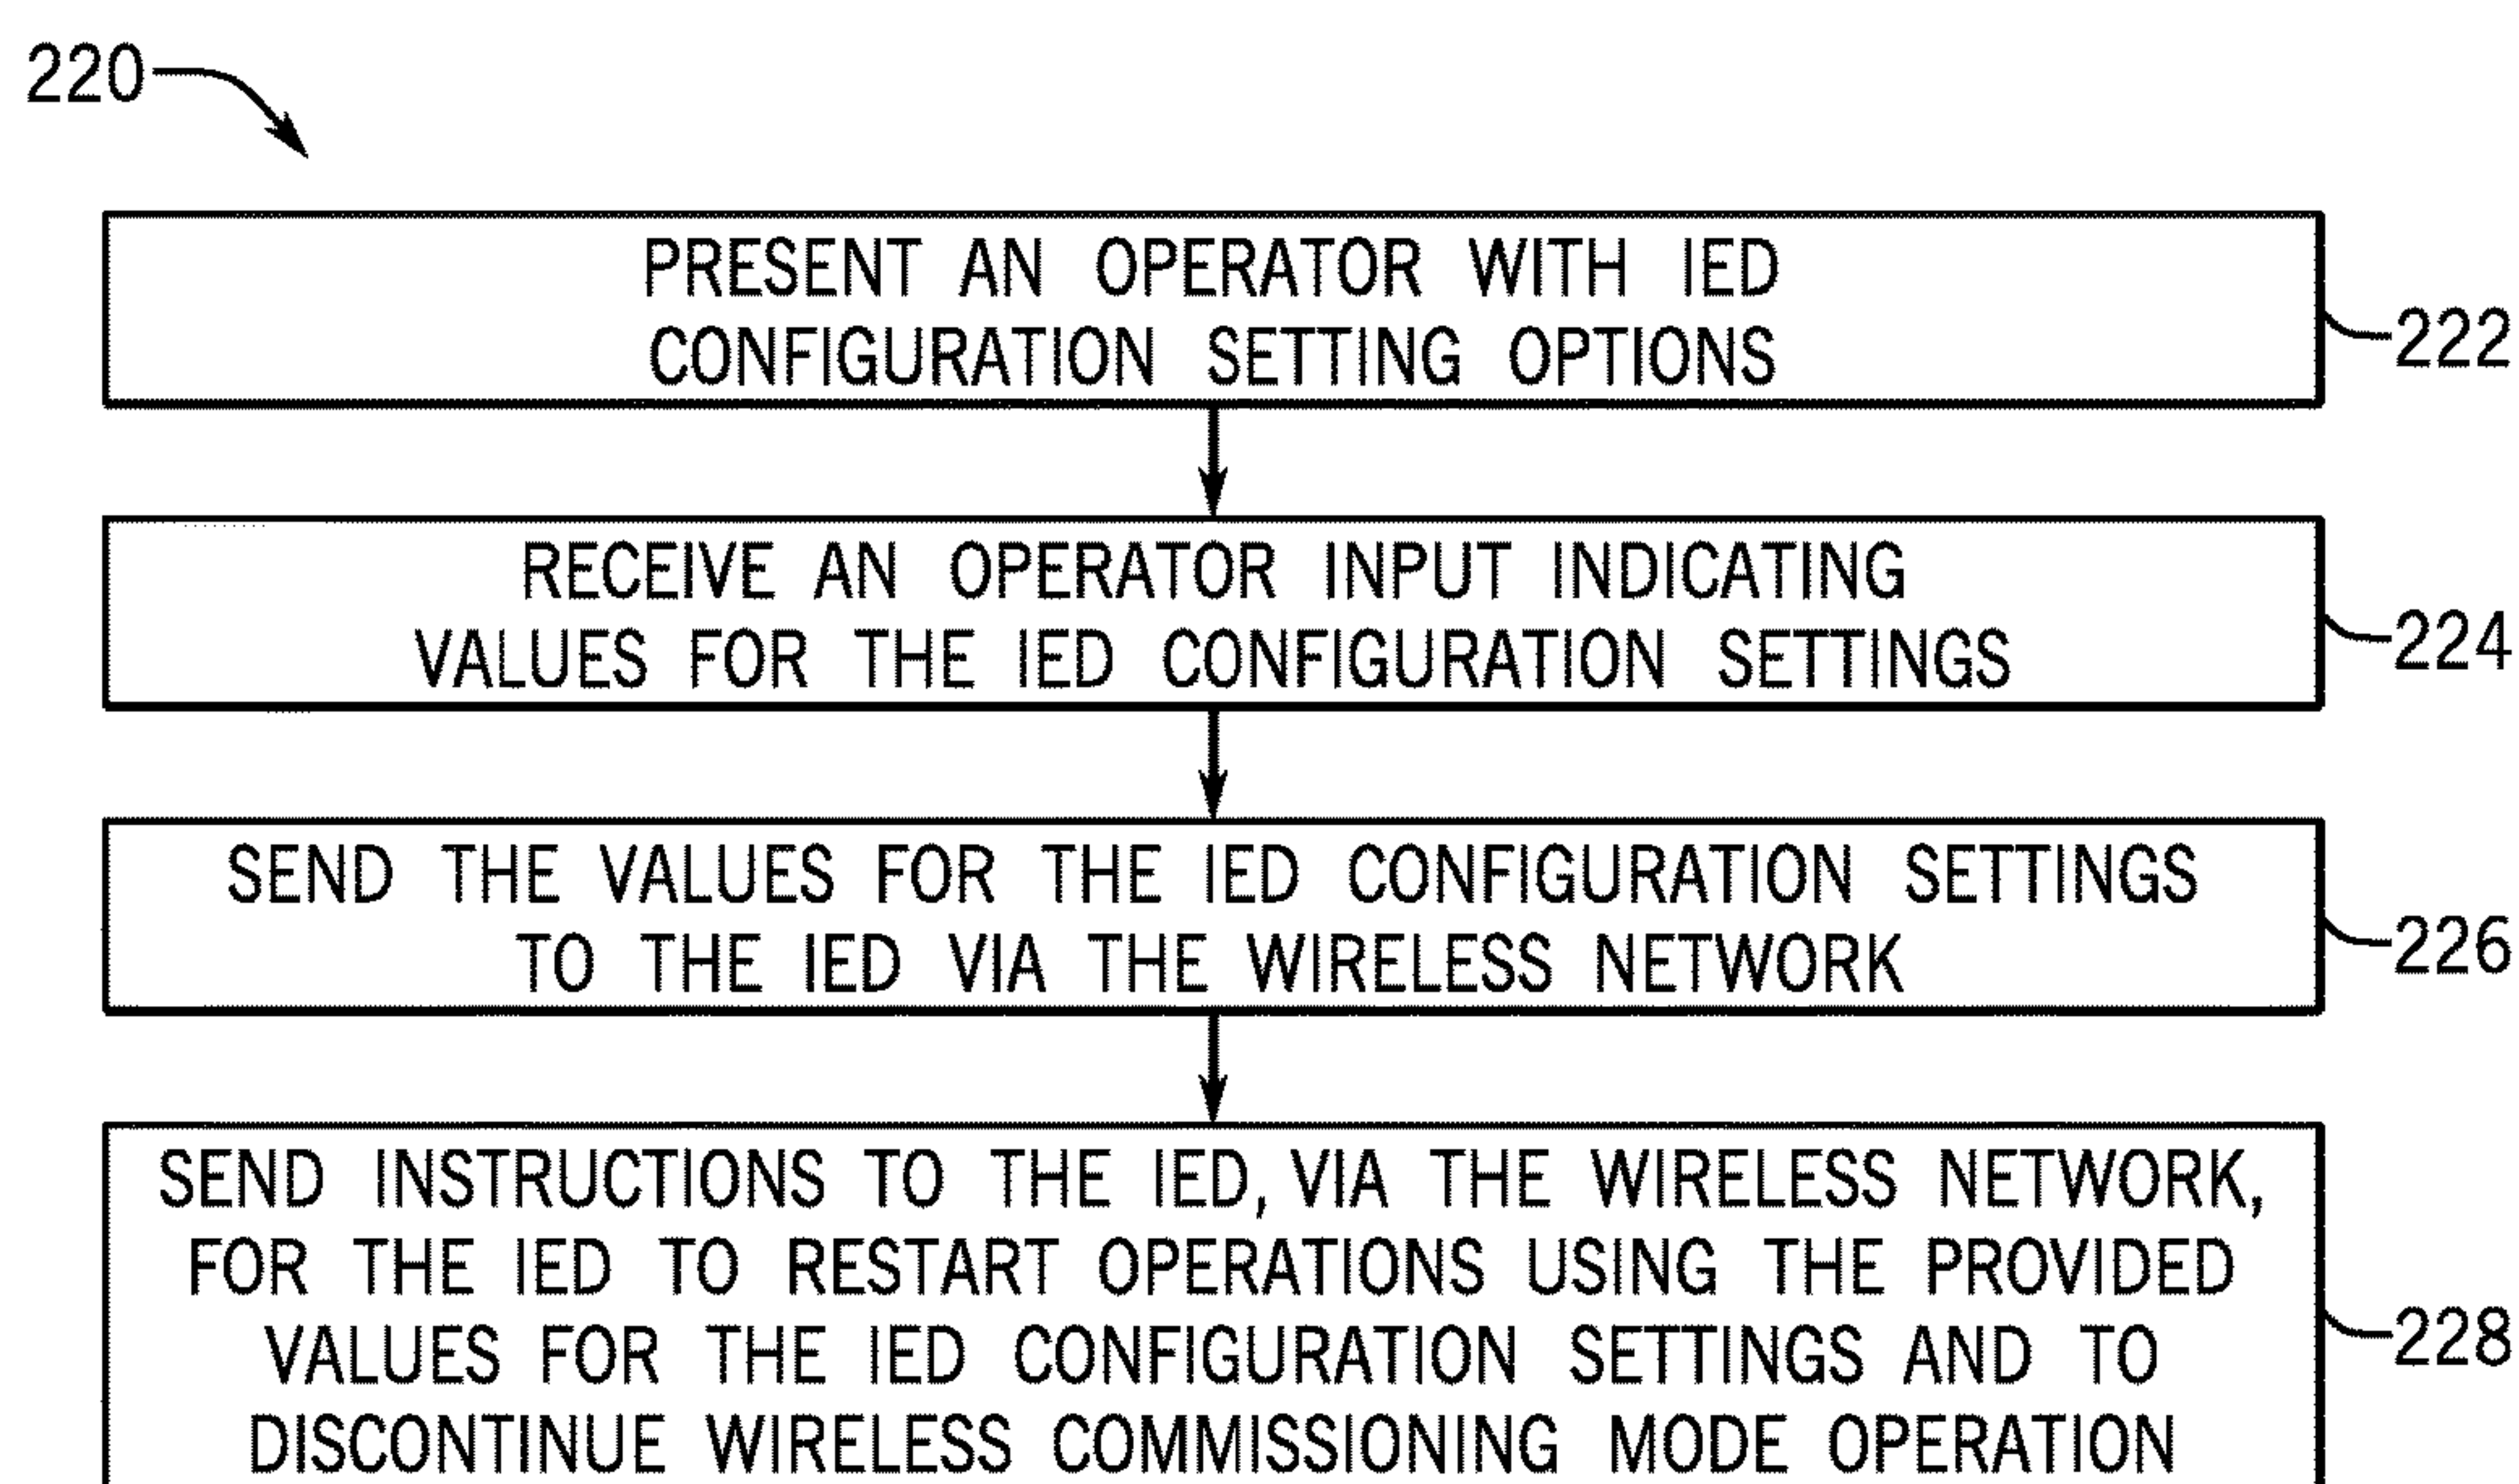 220
PRESENT AN OPERATOR WITH IED
CONFIGURATION SETTING OPTIONS
222
RECEIVE AN OPERATOR INPUT INDICATING
VALUES FOR THE IED CONFIGURATION SETTINGS
224
SEND THE VALUES FOR THE IED CONFIGURATION SETTINGS
TO THE IED VIA THE WIRELESS NETWORK
226
SEND INSTRUCTIONS TO THE IED, VIA THE WIRELESS NETWORK,
FOR THE IED TO RESTART OPERATIONS USING THE PROVIDED
VALUES FOR THE IED CONFIGURATION SETTINGS AND TO
DISCONTINUE WIRELESS COMMISSIONING MODE OPERATION
228